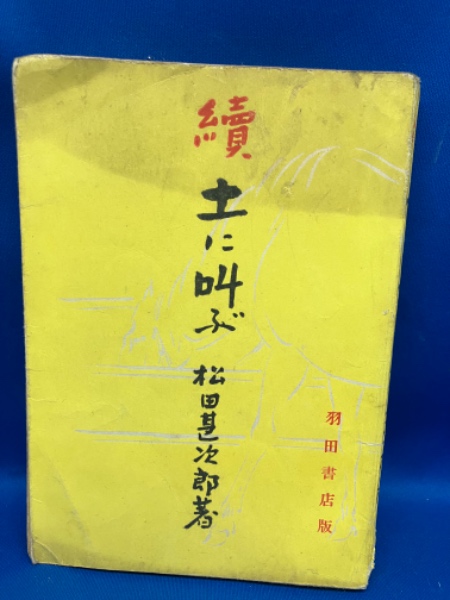 續
土に叫ぶ
松田甚次郎著
羽田書店版